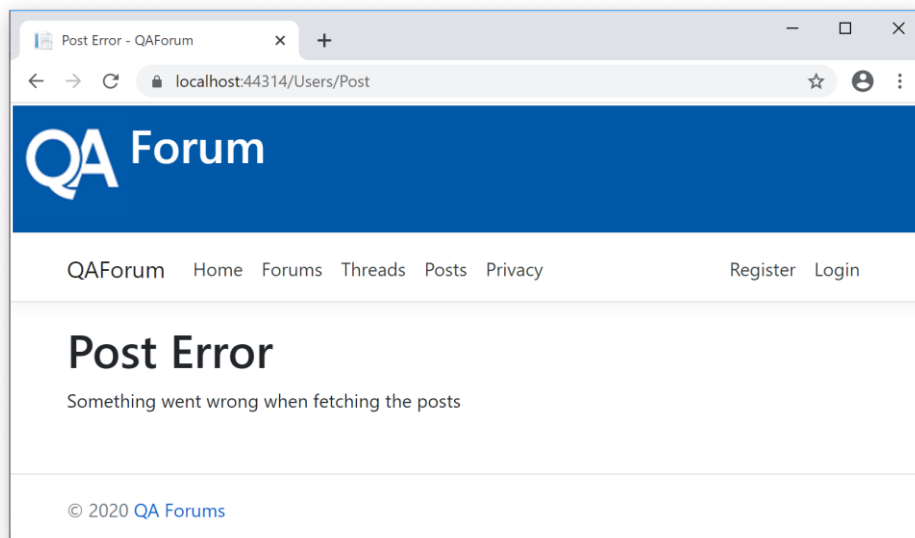 Post Error - QAForum
localhost:44314/Users/Post
QA Forum
QAForum Home Forums Threads Posts Privacy Register Login
Post Error
Something went wrong when fetching the posts
© 2020 QA Forums